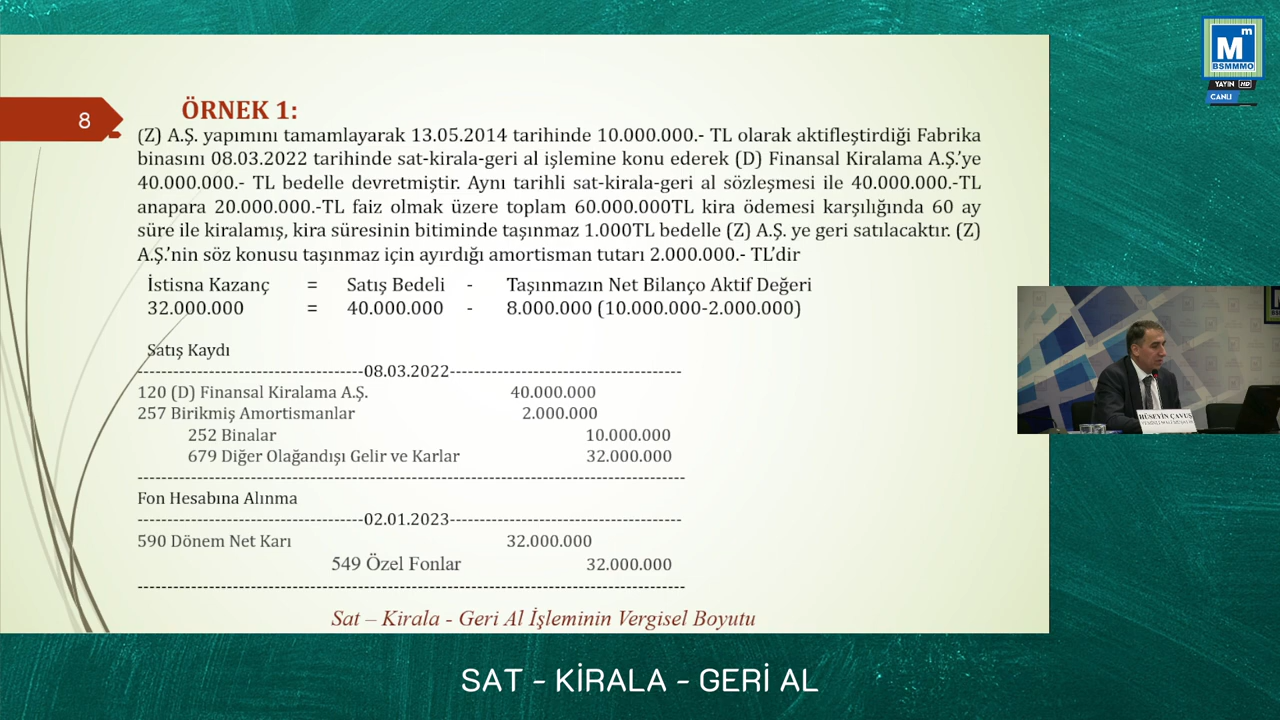 M m
BSMMMO
YAYIN HD
CANLI
8
ÖRNEK 1:
(Z) A.Ş. yapımını tamamlayarak 13.05.2014 tarihinde 10.000.000.- TL olarak aktifleştirdiği Fabrika
binasını 08.03.2022 tarihinde sat-kirala-geri al işlemine konu ederek (D) Finansal Kiralama A.Ş.'ye
40.000.000.- TL bedelle devretmiştir. Aynı tarihli sat-kirala-geri al sözleşmesi ile 40.000.000.-TL
anapara 20.000.000.-TL faiz olmak üzere toplam 60.000.000TL kira ödemesi karşılığında 60 ay
süre ile kiralamış, kira süresinin bitiminde taşınmaz 1.000TL bedelle (Z) A.Ş. ye geri satılacaktır. (Z)
A.Ş.'nin söz konusu taşınmaz için ayırdığı amortisman tutarı 2.000.000.- TL'dir
İstisna Kazanç = Satış Bedeli - Taşınmazın Net Bilanço Aktif Değeri
32.000.000 = 40.000.000 - 8.000.000 (10.000.000-2.000.000)
Satış Kaydı
--------------------------------------08.03.2022---------------------------------------
120 (D) Finansal Kiralama A.Ş. 40.000.000
257 Birikmiş Amortismanlar 2.000.000
252 Binalar 10.000.000
679 Diğer Olağandışı Gelir ve Karlar 32.000.000
--------------------------------------------------------------------------------------------
Fon Hesabına Alınma
--------------------------------------02.01.2023---------------------------------------
590 Dönem Net Karı 32.000.000
549 Özel Fonlar 32.000.000
--------------------------------------------------------------------------------------------
Sat – Kirala - Geri Al İşleminin Vergisel Boyutu
HÜSEYİN ÇAVUŞ
SAT - KİRALA - GERİ AL